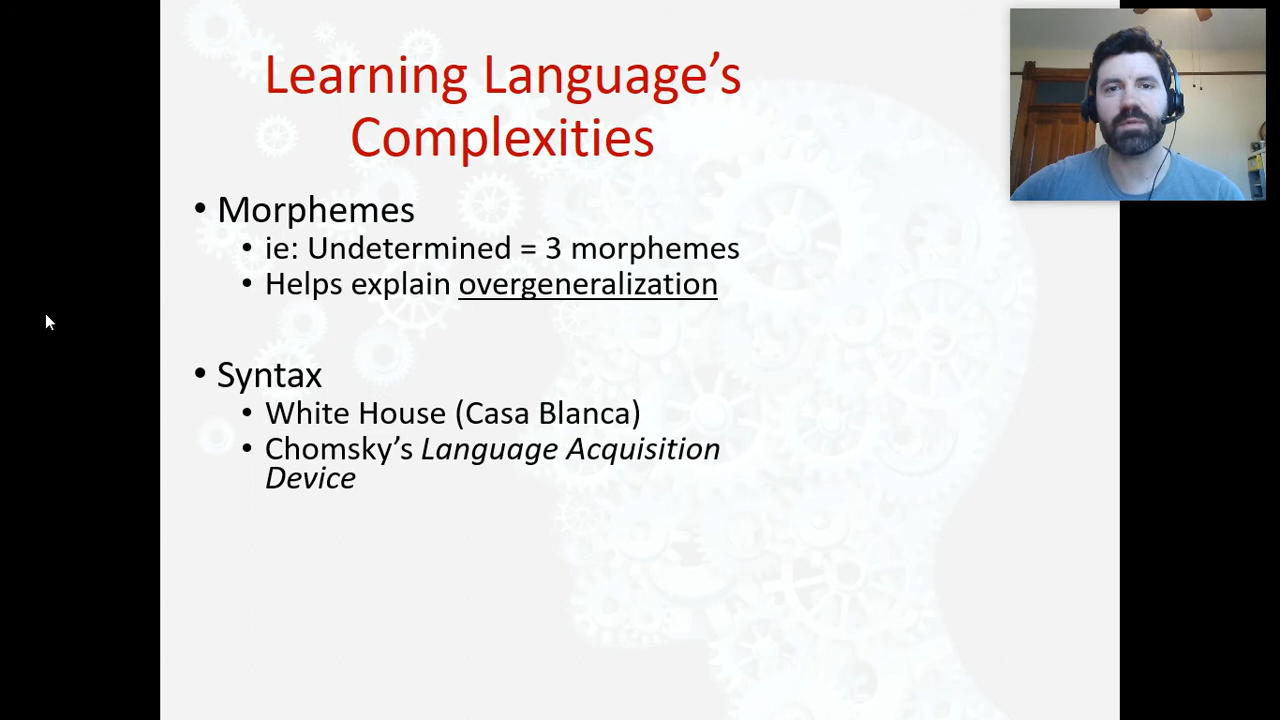 Learning Language’s
Complexities
• Morphemes
• ie: Undetermined = 3 morphemes
• Helps explain overgeneralization
• Syntax
• White House (Casa Blanca)
• Chomsky’s Language Acquisition
Device